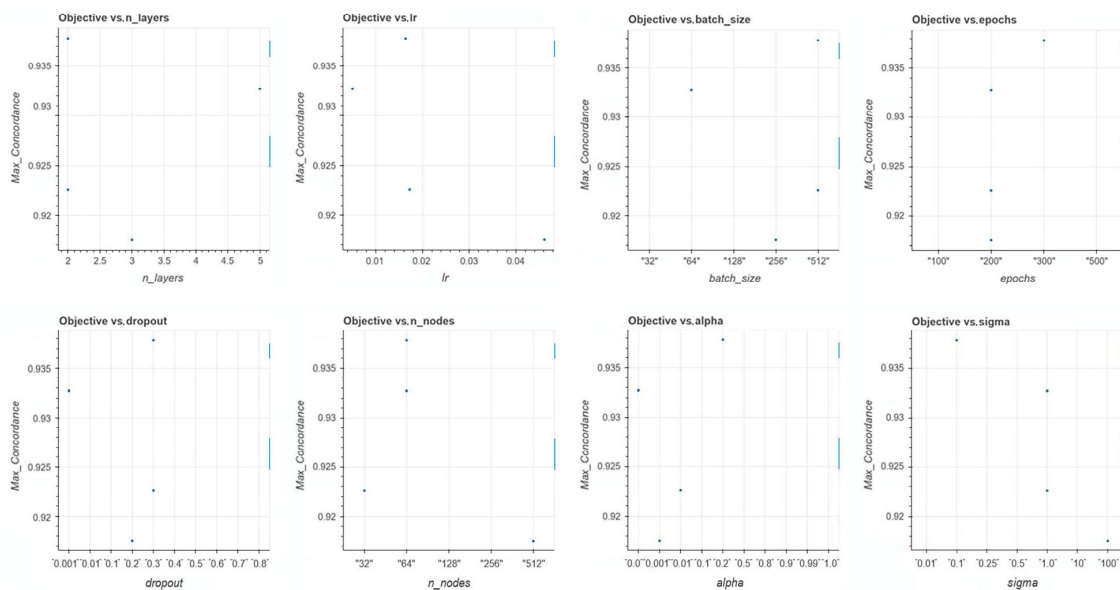 Objective vs.n_layers
Max_Concordance
0.935
0.93
0.925
0.92
2 2.5 3 3.5 4 4.5 5
n_layers
Objective vs.lr
Max_Concordance
0.935
0.93
0.925
0.92
0.01 0.02 0.03 0.04
lr
Objective vs.batch_size
Max_Concordance
0.935
0.93
0.925
0.92
"32" "64" "128" "256" "512"
batch_size
Objective vs.epochs
Max_Concordance
0.935
0.93
0.925
0.92
"100" "200" "300" "500"
epochs
Objective vs.dropout
Max_Concordance
0.935
0.93
0.925
0.92
"0.001" "0.01" "0.1" "0.2" "0.3" "0.4" "0.5" "0.6" "0.7" "0.8"
dropout
Objective vs.n_nodes
Max_Concordance
0.935
0.93
0.925
0.92
"32" "64" "128" "256" "512"
n_nodes
Objective vs.alpha
Max_Concordance
0.935
0.93
0.925
0.92
"0.0" "0.001" "0.01" "0.1" "0.2" "0.5" "0.8" "0.9" "0.99" "1.0"
alpha
Objective vs.sigma
Max_Concordance
0.935
0.93
0.925
0.92
"0.01" "0.1" "0.25" "0.5" "1.0" "10" "100"
sigma